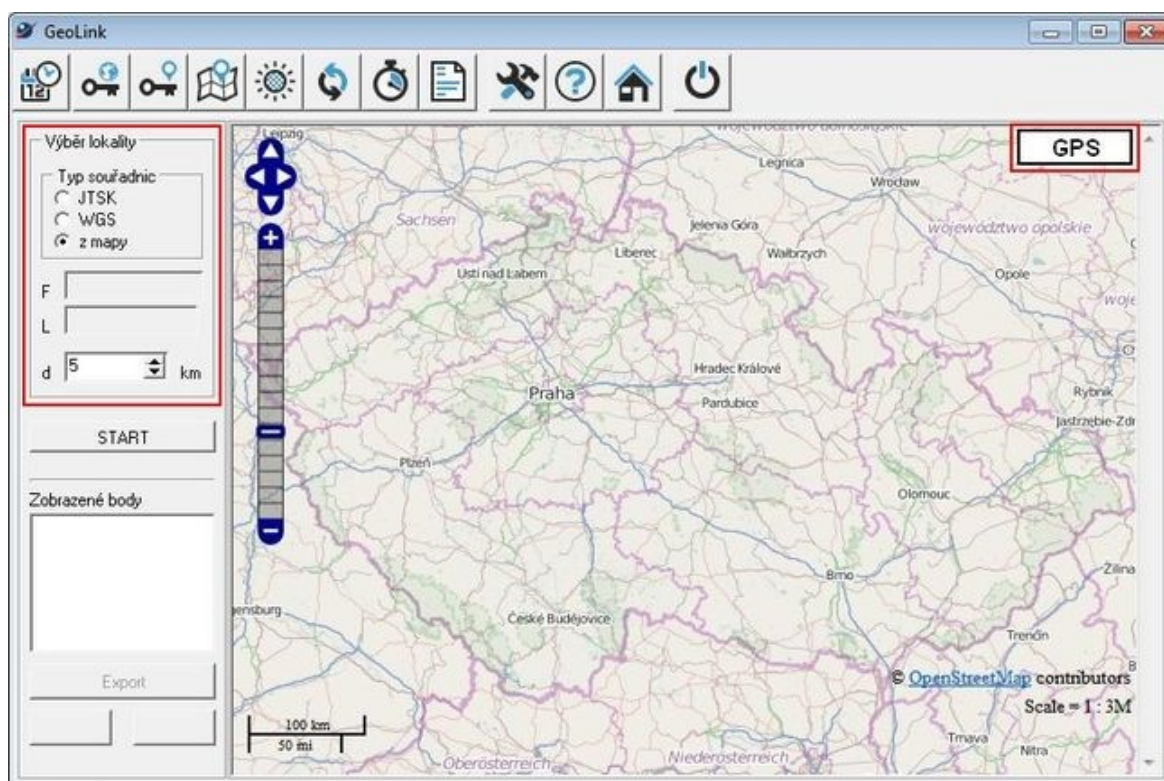 GeoLink
12
Výběr lokality
Typ souřadnic
JTSK
WGS
z mapy
F
L
d 5 km
START
Zobrazené body
Export
GPS
Leipzig
Legnica
Wrocław
Sachsen
Jelenia Góra
województwo opolskie
Liberec
Wałbrzych
Ústí nad Labem
Opole
Hradec Králové
Praha
Pardubice
Rybnik
Jastrzębie-Zdr
Plzeň
Olomouc
Brno
Žilina
ensburg
České Budějovice
Trenčín
© OpenStreetMap contributors
Scale = 1 : 3M
100 km
50 mi
Trnava
Nitra
Oberösterreich
Niederösterreich